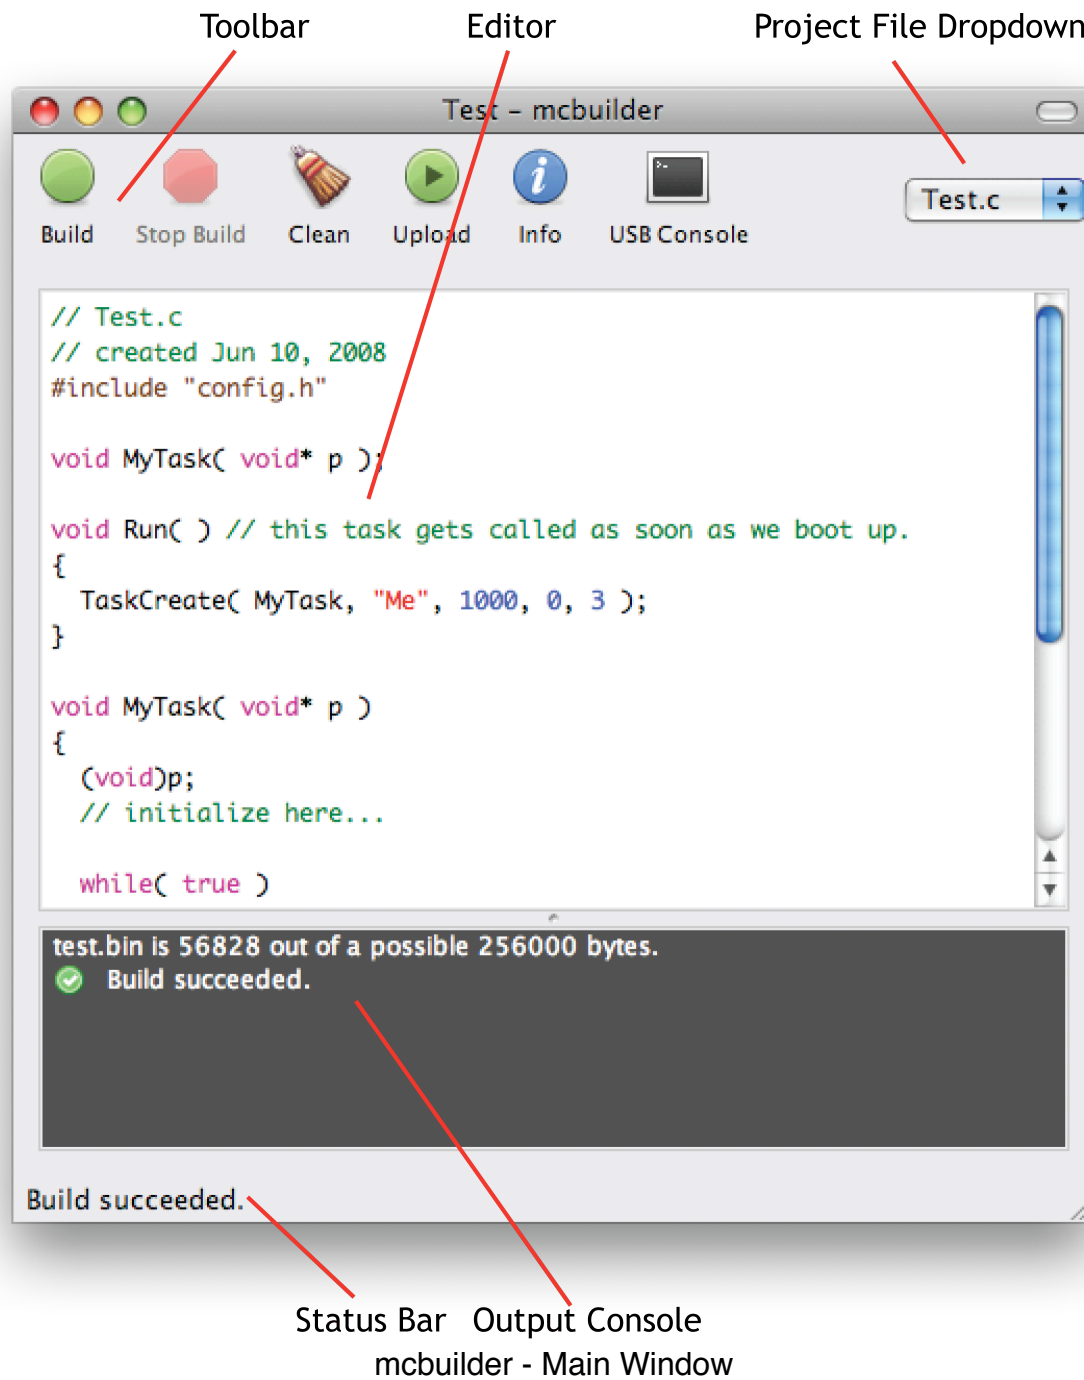 Toolbar Editor Project File Dropdown
Test – mcbuilder
Build Stop Build Clean Upload Info USB Console Test.c
// Test.c
// created Jun 10, 2008
#include "config.h"
void MyTask( void* p );
void Run( ) // this task gets called as soon as we boot up.
{
TaskCreate( MyTask, "Me", 1000, 0, 3 );
}
void MyTask( void* p )
{
(void)p;
// initialize here...
while( true )
test.bin is 56828 out of a possible 256000 bytes.
Build succeeded.
Build succeeded.
Status Bar Output Console
mcbuilder - Main Window